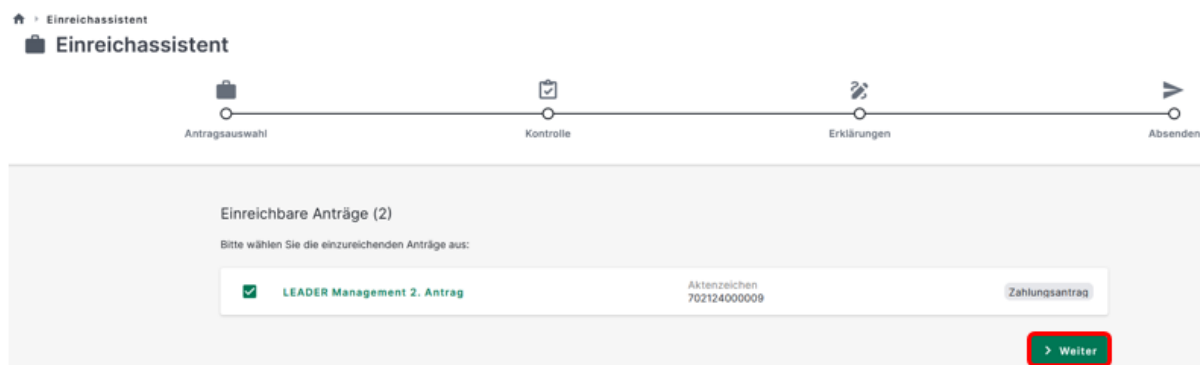 Einreichassistent
Einreichassistent
Antragsauswahl
Kontrolle
Erklärungen
Absenden
Einreichbare Anträge (2)
Bitte wählen Sie die einzureichenden Anträge aus:
LEADER Management 2. Antrag
Aktenzeichen
702124000009
Zahlungsantrag
Weiter